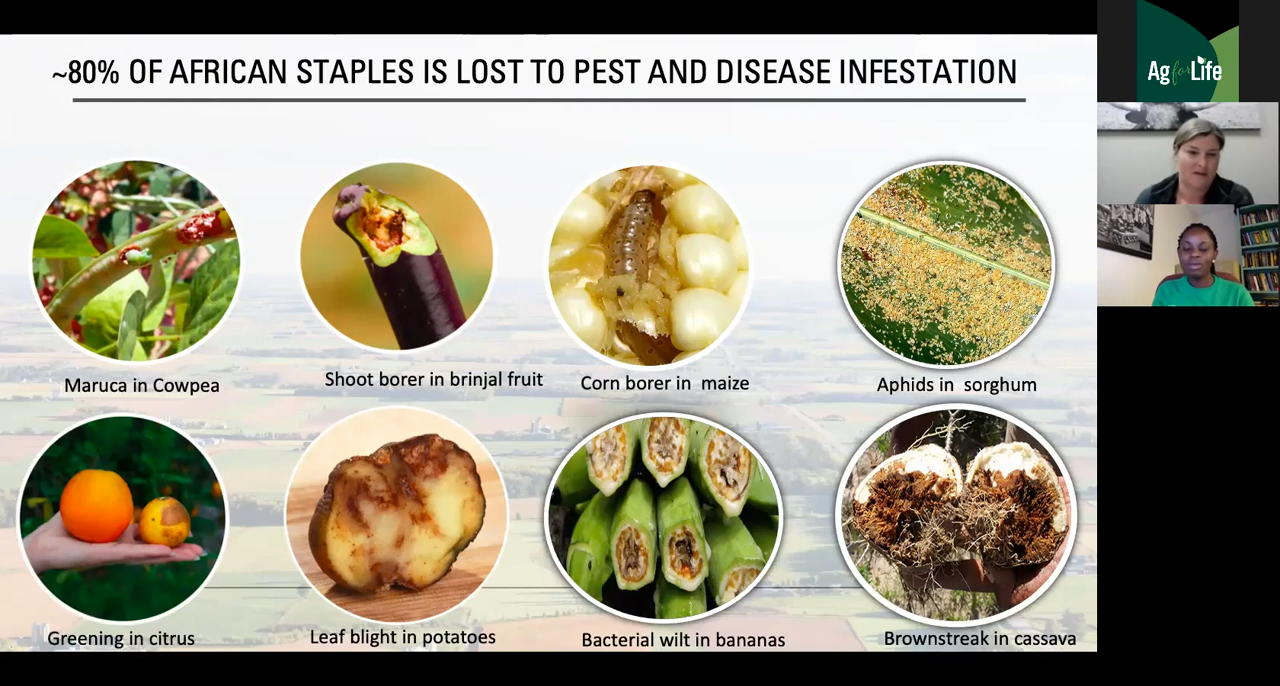 ~80% OF AFRICAN STAPLES IS LOST TO PEST AND DISEASE INFESTATION
Ag for Life
Maruca in Cowpea
Shoot borer in brinjal fruit
Corn borer in maize
Aphids in sorghum
Greening in citrus
Leaf blight in potatoes
Bacterial wilt in bananas
Brownstreak in cassava